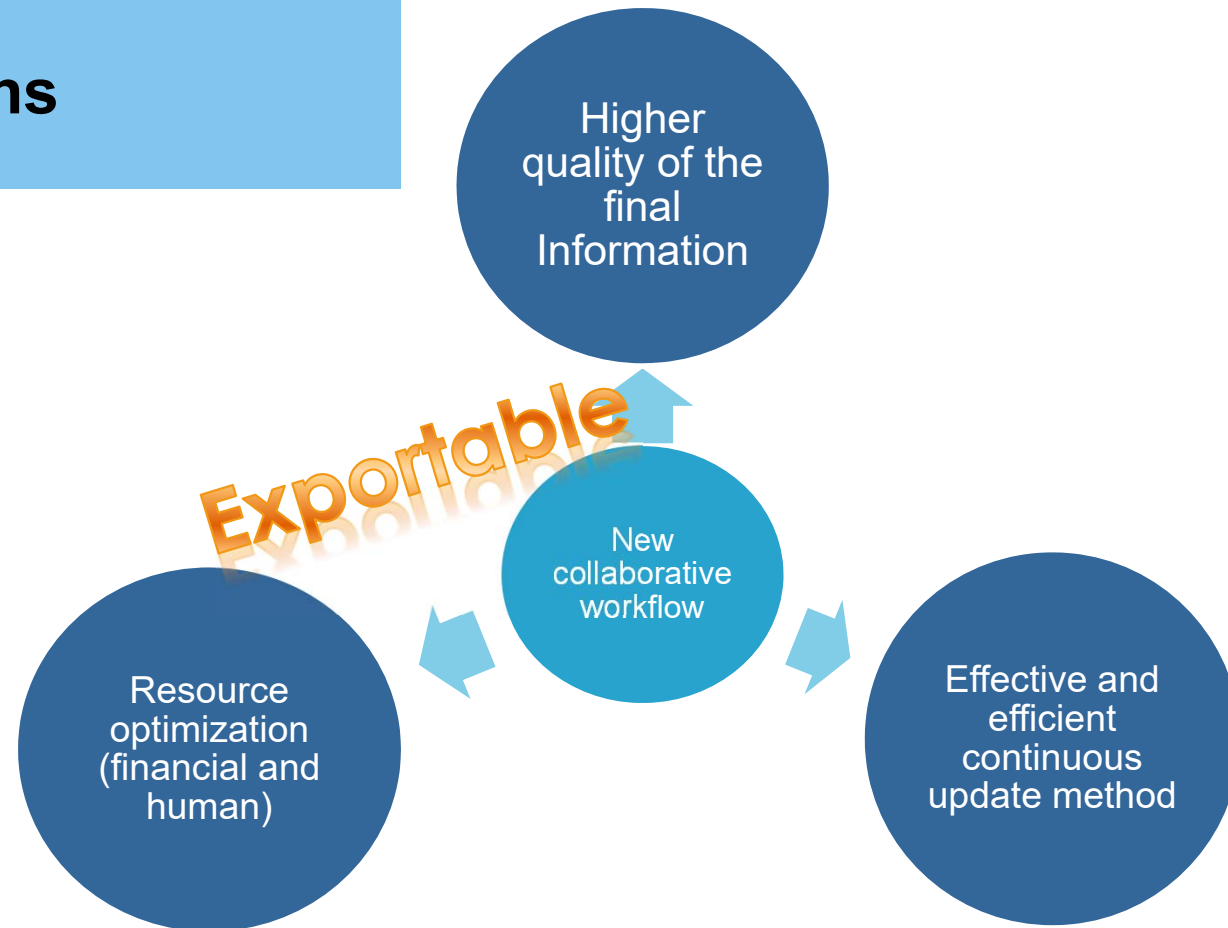 ns
Higher
quality of the
final
Information
Exportable
New
collaborative
workflow
Resource
optimization
(financial and
human)
Effective and
efficient
continuous
update method